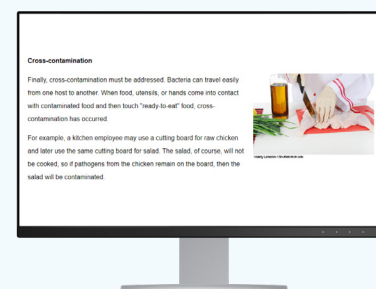 Cross-contamination
Finally, cross-contamination must be addressed. Bacteria can travel easily
from one host to another. When food, utensils, or hands come into contact
with contaminated food and then touch "ready-to-eat" food, cross-
contamination has occurred.
For example, a kitchen employee may use a cutting board for raw chicken
and later use the same cutting board for salad. The salad, of course, will not
be cooked, so if pathogens from the chicken remain on the board, then the
salad will be contaminated.